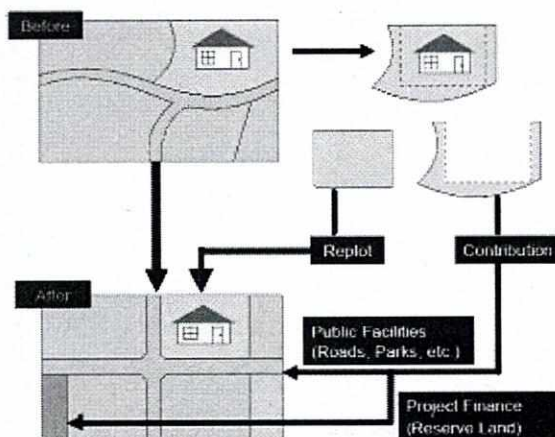 Before
Replot
Contribution
After
Public Facilities
(Roads, Parks, etc.)
Project Finance
(Reserve Land)